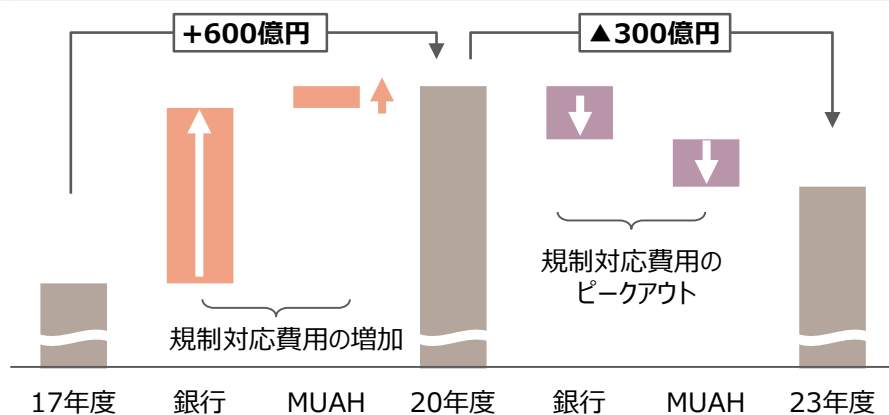 +600億円
▲300億円
規制対応費用の増加
規制対応費用の
ピークアウト
17年度
銀行
MUAH
20年度
銀行
MUAH
23年度